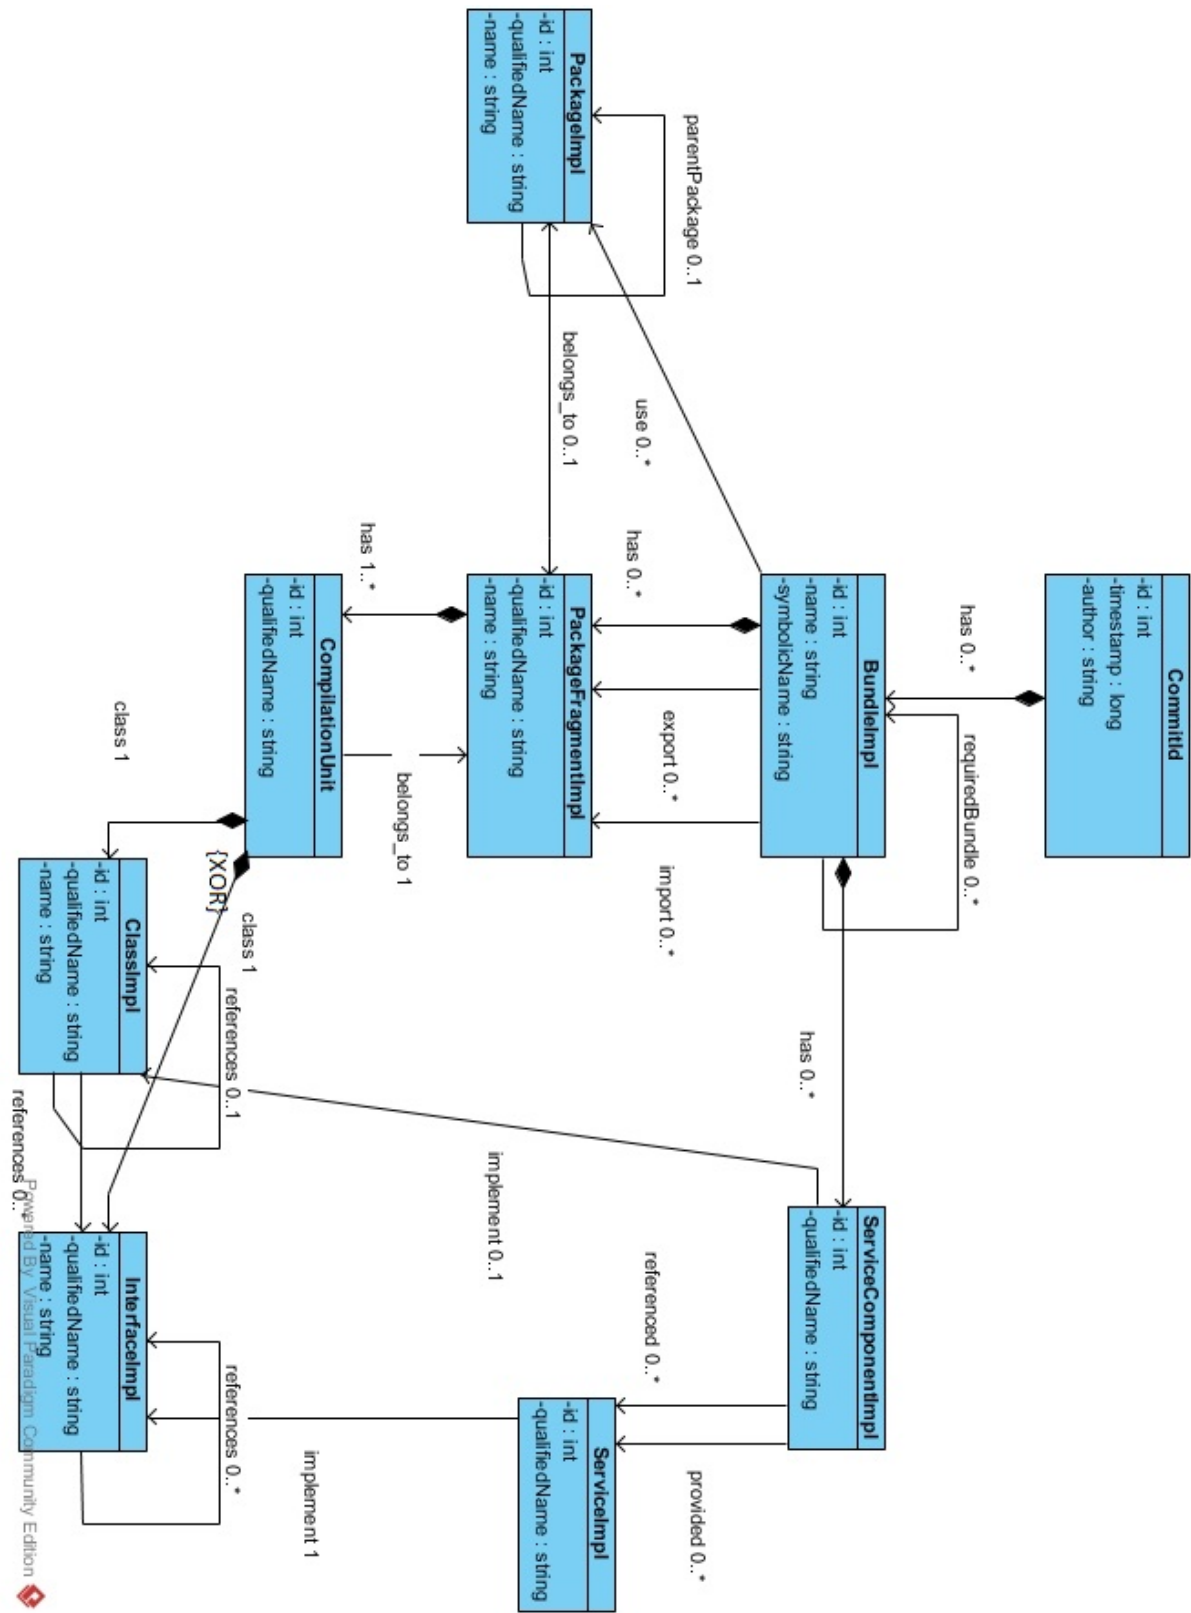 CommitId
-id : int
-timestamp : long
-author : string
has 0..*
requiredBundle 0..*
BundleImpl
-id : int
-name : string
-symbolicName : string
has 0..*
ServiceComponentImpl
-id : int
-qualifiedName : string
parentPackage 0..1
use 0..*
has 0..*
export 0..*
import 0..*
referenced 0..*
provided 0..*
PackageImpl
-id : int
-qualifiedName : string
-name : string
belongs_to 0..1
PackageFragmentImpl
-id : int
-qualifiedName : string
-name : string
implement 0..1
ServiceImpl
-id : int
-qualifiedName : string
has 1..*
belongs_to 1
CompilationUnit
-id : int
-qualifiedName : string
implement 1
class 1
{XOR}
class 1
references 0..1
references 0..*
ClassImpl
-id : int
-qualifiedName : string
-name : string
references 0..*
InterfaceImpl
-id : int
-qualifiedName : string
-name : string
Powered By Visual Paradigm Community Edition